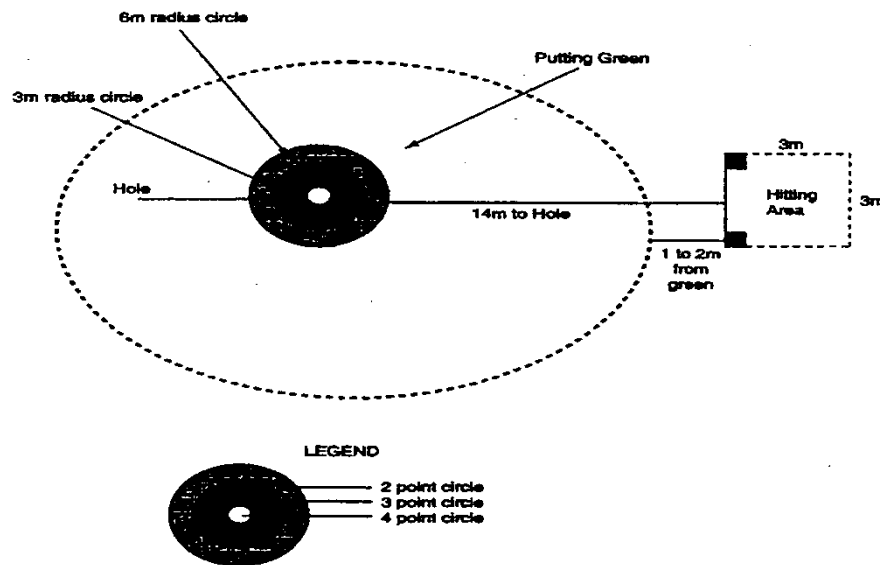 6m radius circle
Putting Green
3m radius circle
3m
Hole
Hitting
Area
3m
14m to Hole
1 to 2m
from
green
LEGEND
2 point circle
3 point circle
4 point circle